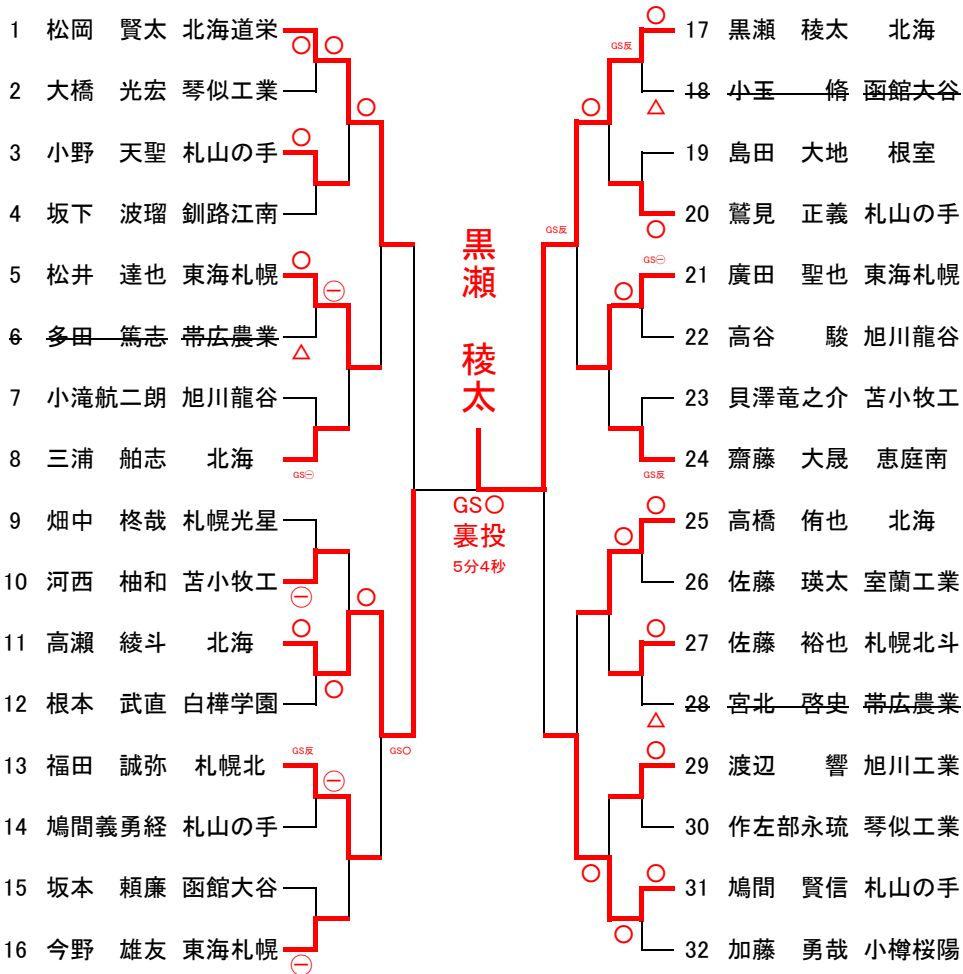 1 松岡 賢太 北海道栄
○ ○
2 大橋 光宏 琴似工業
○
3 小野 天聖 札山の手
○
4 坂下 波瑠 釧路江南
5 松井 達也 東海札幌
○
㊀
6 多田 篤志 帯広農業
△
7 小滝航二朗 旭川龍谷
8 三浦 舶志 北海
GS㊀
9 畑中 柊哉 札幌光星
10 河西 柚和 苫小牧工
㊀
○
11 高瀬 綾斗 北海
○
12 根本 武直 白樺学園
○
13 福田 誠弥 札幌北
GS反
㊀
GS○
14 鳩間義勇経 札山の手
15 坂本 頼廉 函館大谷
16 今野 雄友 東海札幌
㊀
黒瀬 稜太
GS○
裏投
5分4秒
17 黒瀬 稜太 北海
○
GS反
18 小玉 脩 函館大谷
△
○
19 島田 大地 根室
20 鷲見 正義 札山の手
○
GS反
21 廣田 聖也 東海札幌
GS㊀
○
22 高谷 駿 旭川龍谷
23 貝澤竜之介 苫小牧工
24 齋藤 大晟 恵庭南
GS反
25 高橋 侑也 北海
○
○
26 佐藤 瑛太 室蘭工業
27 佐藤 裕也 札幌北斗
○
28 宮北 啓史 帯広農業
△
29 渡辺 響 旭川工業
○
30 作左部永琉 琴似工業
31 鳩間 賢信 札山の手
○
○
○
32 加藤 勇哉 小樽桜陽